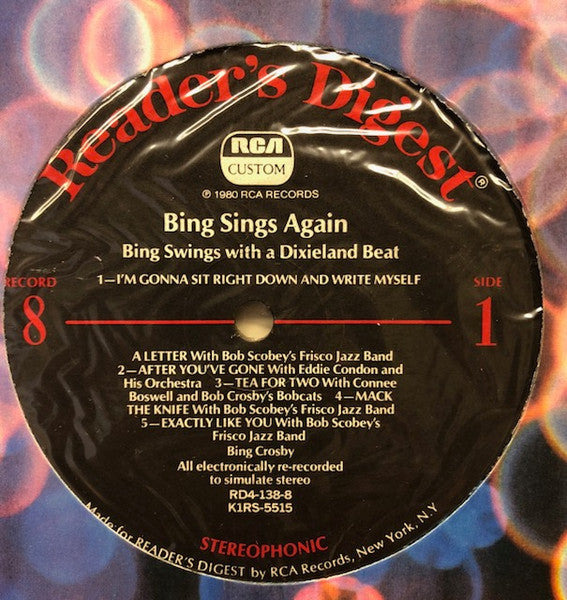 Reader's Digest®
RCA
CUSTOM
℗ 1980 RCA RECORDS
Bing Sings Again
Bing Swings with a Dixieland Beat
1—I'M GONNA SIT RIGHT DOWN AND WRITE MYSELF
RECORD
8
SIDE
1
A LETTER With Bob Scobey's Frisco Jazz Band
2—AFTER YOU'VE GONE With Eddie Condon and
His Orchestra 3—TEA FOR TWO With Connee
Boswell and Bob Crosby's Bobcats 4—MACK
THE KNIFE With Bob Scobey's Frisco Jazz Band
5—EXACTLY LIKE YOU With Bob Scobey's
Frisco Jazz Band
Bing Crosby
All electronically re-recorded
to simulate stereo
RD4-138-8
K1RS-5515
STEREOPHONIC
Made for READER'S DIGEST by RCA Records, New York, N.Y